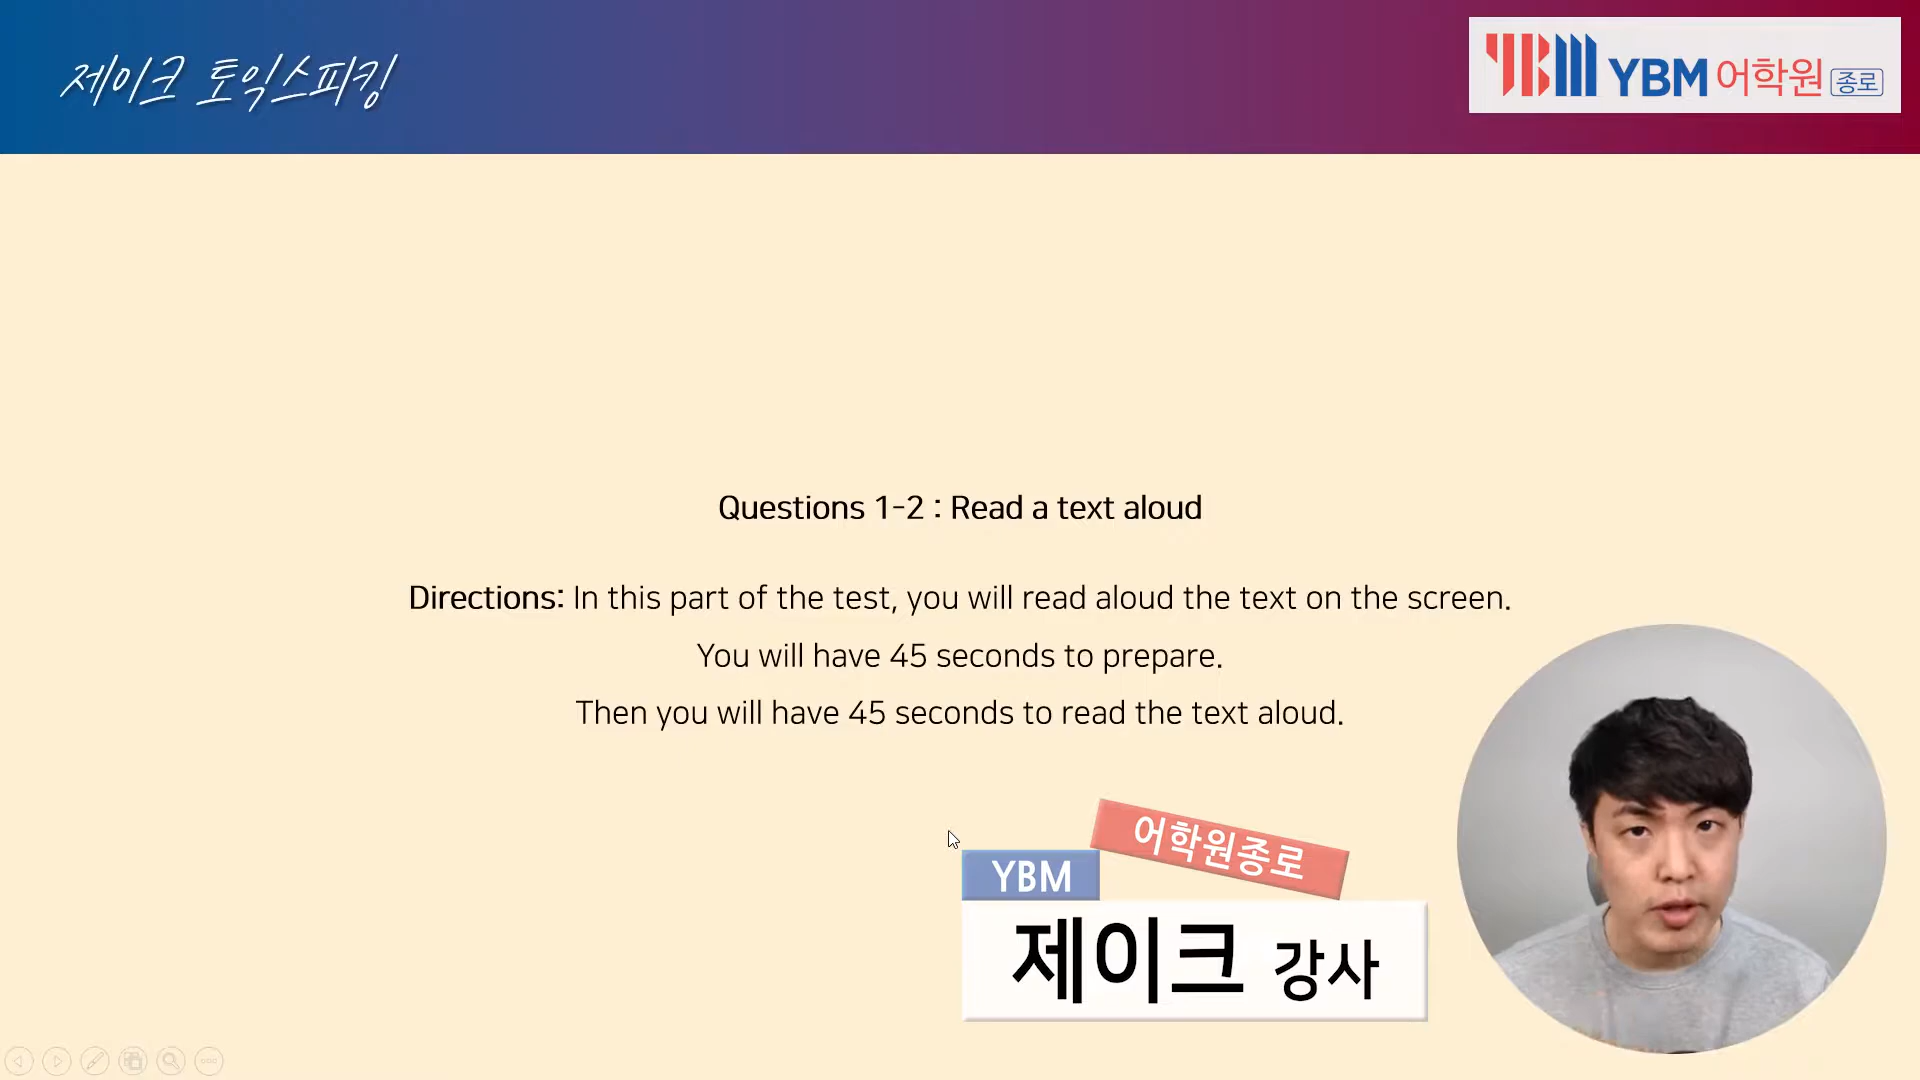 제이크 토익스피킹
YBM YBM 어학원 종로
Questions 1-2 : Read a text aloud
Directions: In this part of the test, you will read aloud the text on the screen.
You will have 45 seconds to prepare.
Then you will have 45 seconds to read the text aloud.
어학원종로
YBM
제이크 강사